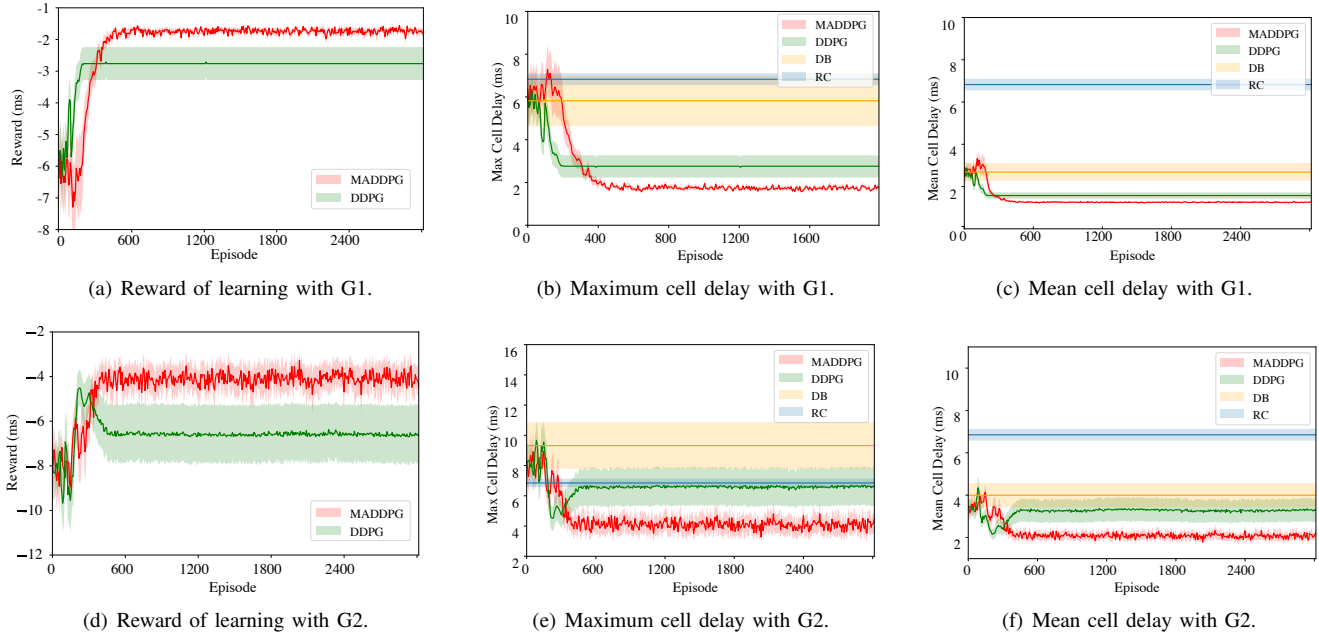 -1
-2
-3
-4
-5
-6
-7
-8
Reward (ms)
0
600
1200
1800
2400
Episode
MADDPG
DDPG
(a) Reward of learning with G1.
10
8
6
4
2
0
Max Cell Delay (ms)
0
400
800
1200
1600
Episode
MADDPG
DDPG
DB
RC
(b) Maximum cell delay with G1.
10
8
6
4
2
0
Mean Cell Delay (ms)
0
600
1200
1800
2400
Episode
MADDPG
DDPG
DB
RC
(c) Mean cell delay with G1.
−2
−4
−6
−8
−10
−12
Reward (ms)
0
600
1200
1800
2400
Episode
MADDPG
DDPG
(d) Reward of learning with G2.
16
14
12
10
8
6
4
2
Max Cell Delay (ms)
0
600
1200
1800
2400
Episode
MADDPG
DDPG
DB
RC
(e) Maximum cell delay with G2.
10
8
6
4
2
Mean Cell Delay (ms)
0
600
1200
1800
2400
Episode
MADDPG
DDPG
DB
RC
(f) Mean cell delay with G2.